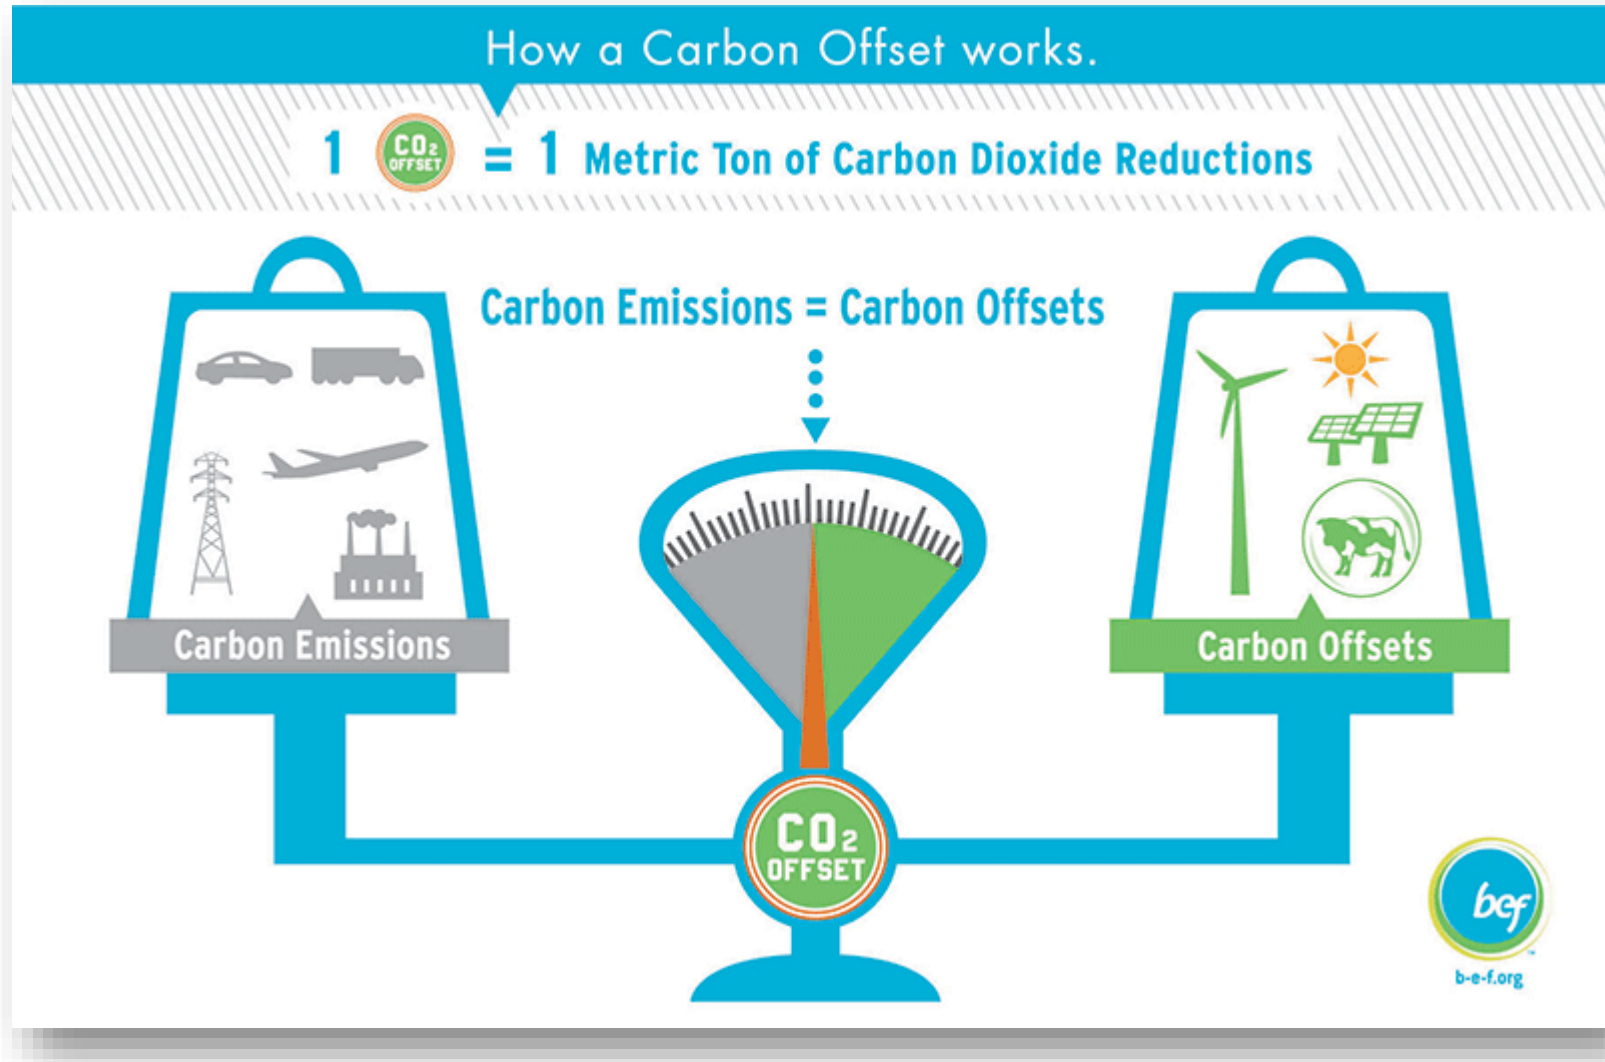 How a Carbon Offset works.
1 CO₂ OFFSET = 1 Metric Ton of Carbon Dioxide Reductions
Carbon Emissions = Carbon Offsets
Carbon Emissions
Carbon Offsets
CO₂
OFFSET
bef
™
b-e-f.org